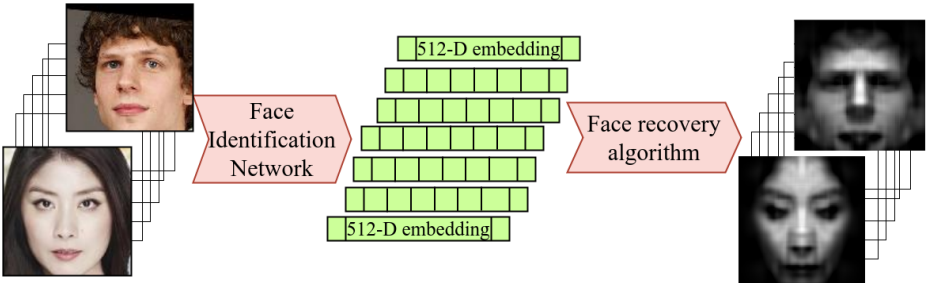 512-D embedding
Face
Identification
Network
Face recovery
algorithm
512-D embedding